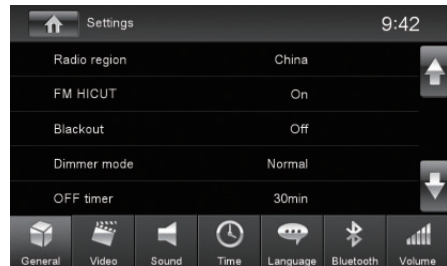 Settings 9:42
Radio region China
FM HICUT On
Blackout Off
Dimmer mode Normal
OFF timer 30min
General Video Sound Time Language Bluetooth Volume